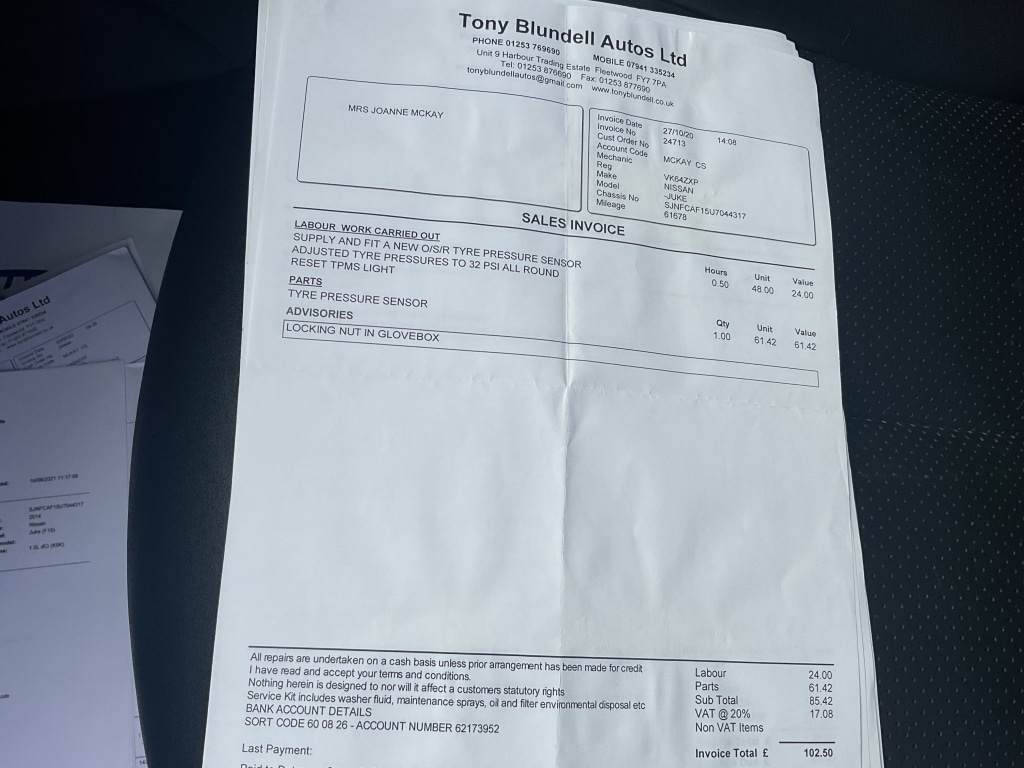 Tony Blundell Autos Ltd
PHONE 01253 769690 MOBILE 07941 335234
Unit 9 Harbour Trading Estate Fleetwood FY7 7PA
Tel: 01253 876690 Fax: 01253 877690
tonyblundellautos@gmail.com www.tonyblundell.co.uk
MRS JOANNE MCKAY
Invoice Date 27/10/20 14:08
Invoice No 24713
Cust Order No
Account Code MCKAY CS
Mechanic
Reg VK64ZXP
Make NISSAN
Model -JUKE
Chassis No SJNFCAF15U7044317
Mileage 61678
SALES INVOICE
LABOUR WORK CARRIED OUT
SUPPLY AND FIT A NEW O/S/R TYRE PRESSURE SENSOR
ADJUSTED TYRE PRESSURES TO 32 PSI ALL ROUND
RESET TPMS LIGHT
Hours Unit Value
0.50 48.00 24.00
PARTS
TYRE PRESSURE SENSOR
Qty Unit Value
1.00 61.42 61.42
ADVISORIES
LOCKING NUT IN GLOVEBOX
All repairs are undertaken on a cash basis unless prior arrangement has been made for credit
I have read and accept your terms and conditions.
Nothing herein is designed to nor will it affect a customers statutory rights
Service Kit includes washer fluid, maintenance sprays, oil and filter environmental disposal etc
BANK ACCOUNT DETAILS
SORT CODE 60 08 26 - ACCOUNT NUMBER 62173952
Last Payment:
Labour 24.00
Parts 61.42
Sub Total 85.42
VAT @ 20% 17.08
Non VAT Items
Invoice Total £ 102.50
Autos Ltd
SJNFCAF15U7044317
2014
Nissan
Juke (F15)